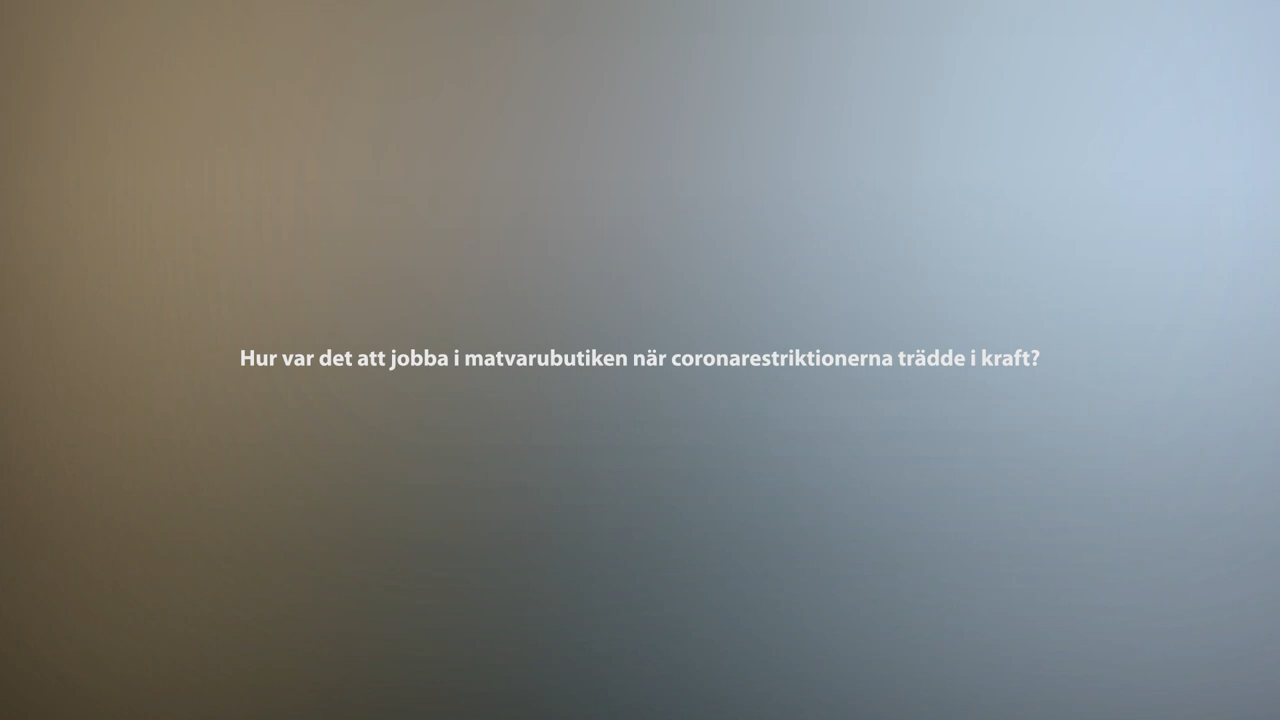 Hur var det att jobba i matvarubutiken när coronarestriktionerna trädde i kraft?